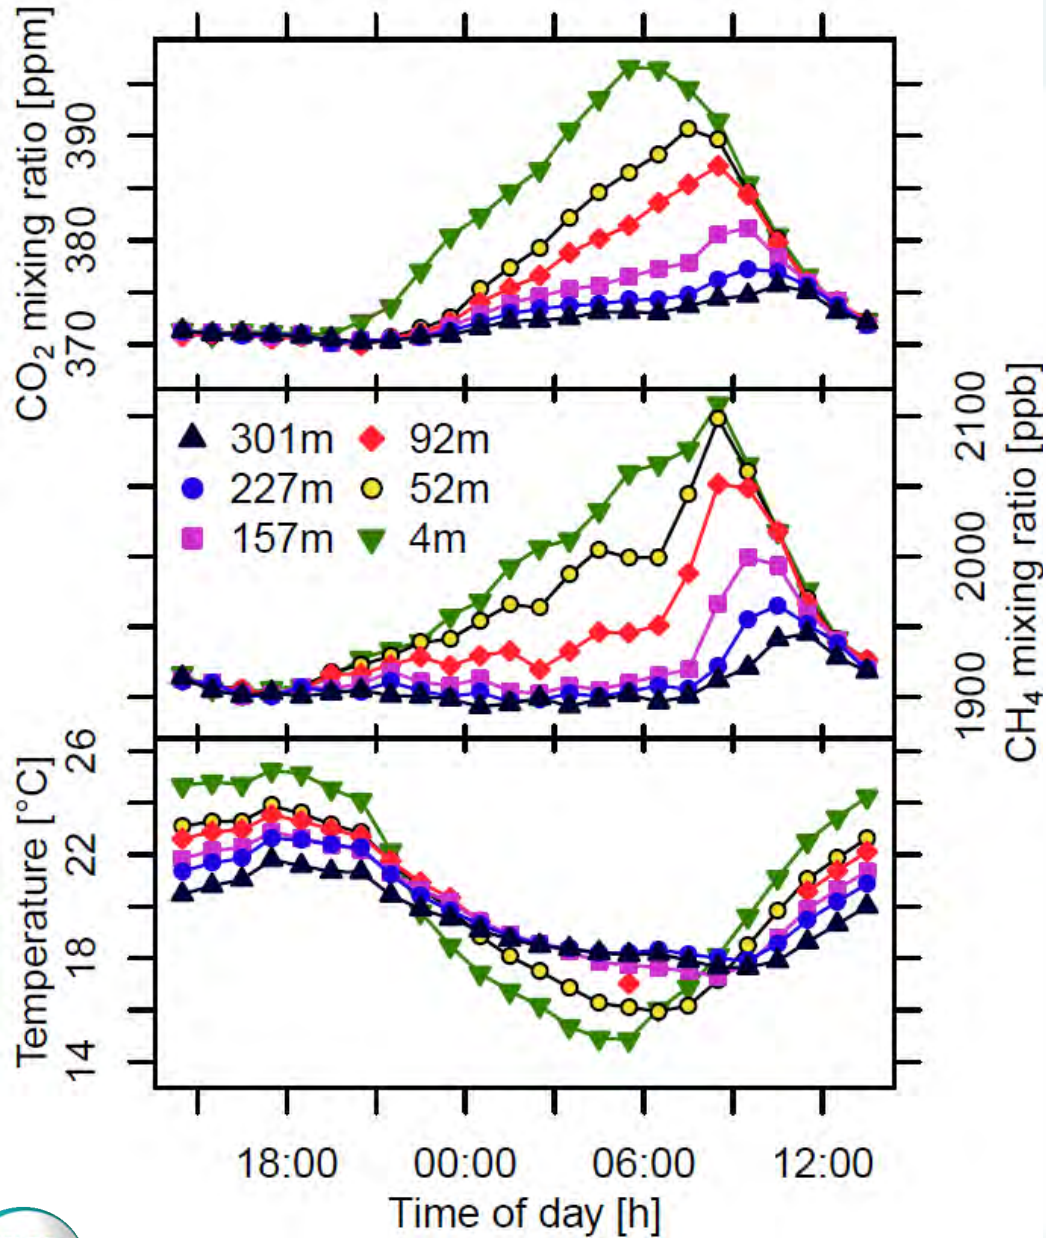 CO₂ mixing ratio [ppm]
390
380
370
301m 92m
227m 52m
157m 4m
CH₄ mixing ratio [ppb]
2100
2000
1900
Temperature [°C]
26
22
18
14
18:00 00:00 06:00 12:00
Time of day [h]